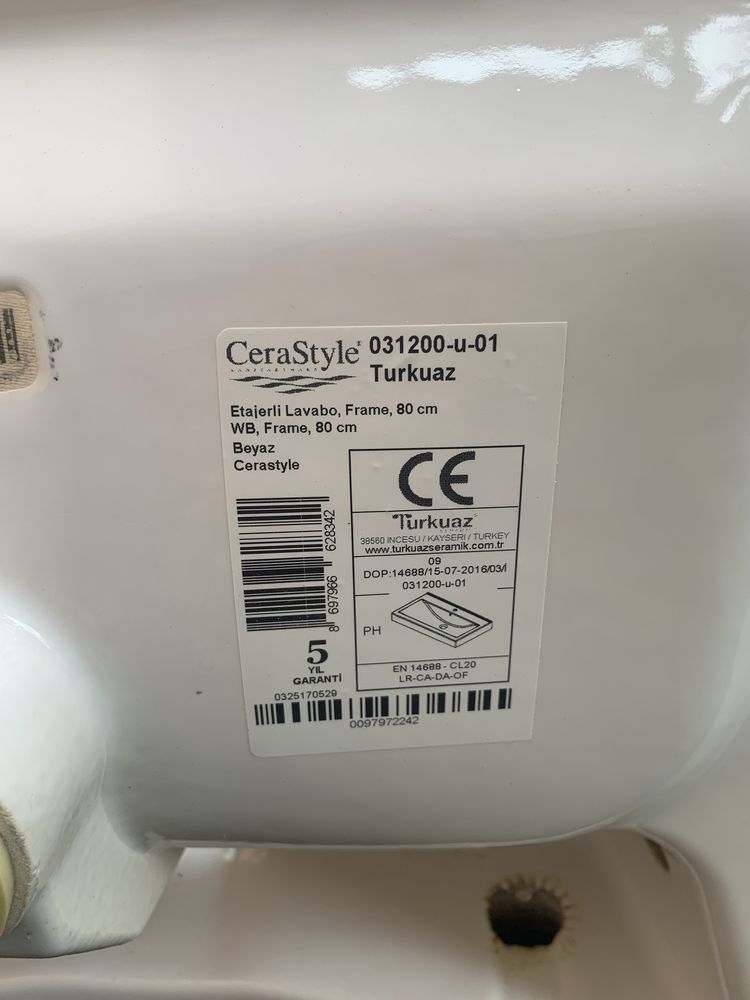 CeraStyle
SANITARYWARE
031200-u-01
Turkuaz
Etajerli Lavabo, Frame, 80 cm
WB, Frame, 80 cm
Beyaz
Cerastyle
CE
Turkuaz
38560 INCESU / KAYSERI / TURKEY
www.turkuazseramik.com.tr
09
DOP:14688/15-07-2016/03/İ
031200-u-01
PH
EN 14688 - CL20
LR-CA-DA-OF
8 697966 628342
5
YIL
GARANTİ
0325170529
0097972242